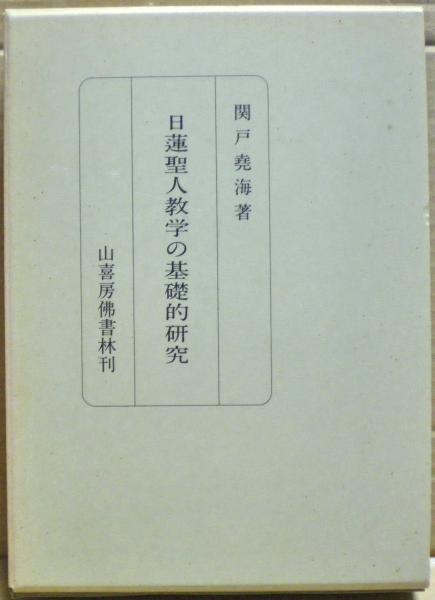 関戸堯海著
日蓮聖人教学の基礎的研究
山喜房佛書林刊